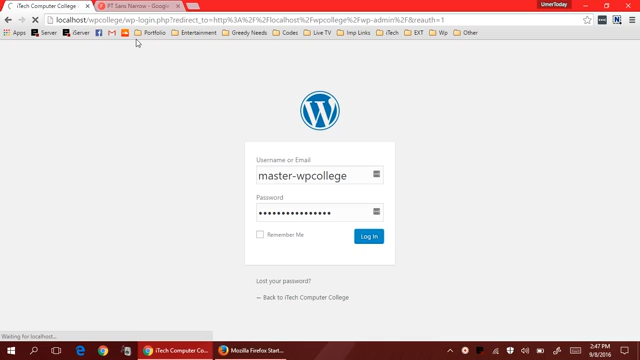 iTech Computer College
PT Sans Narrow - Google
UmerToday
localhost/wpcollege/wp-login.php?redirect_to=http%3A%2F%2Flocalhost%2Fwpcollege%2Fwp-admin%2F&reauth=1
Apps Server iServer Portfolio Entertainment Greedy Needs Codes Live TV Imp Links iTech EXT Wp Other
Username or Email
master-wpcollege
Password
Remember Me
Log In
Lost your password?
← Back to iTech Computer College
Waiting for localhost...
iTech Computer Co...
Mozilla Firefox Start...
2:47 PM
9/8/2016